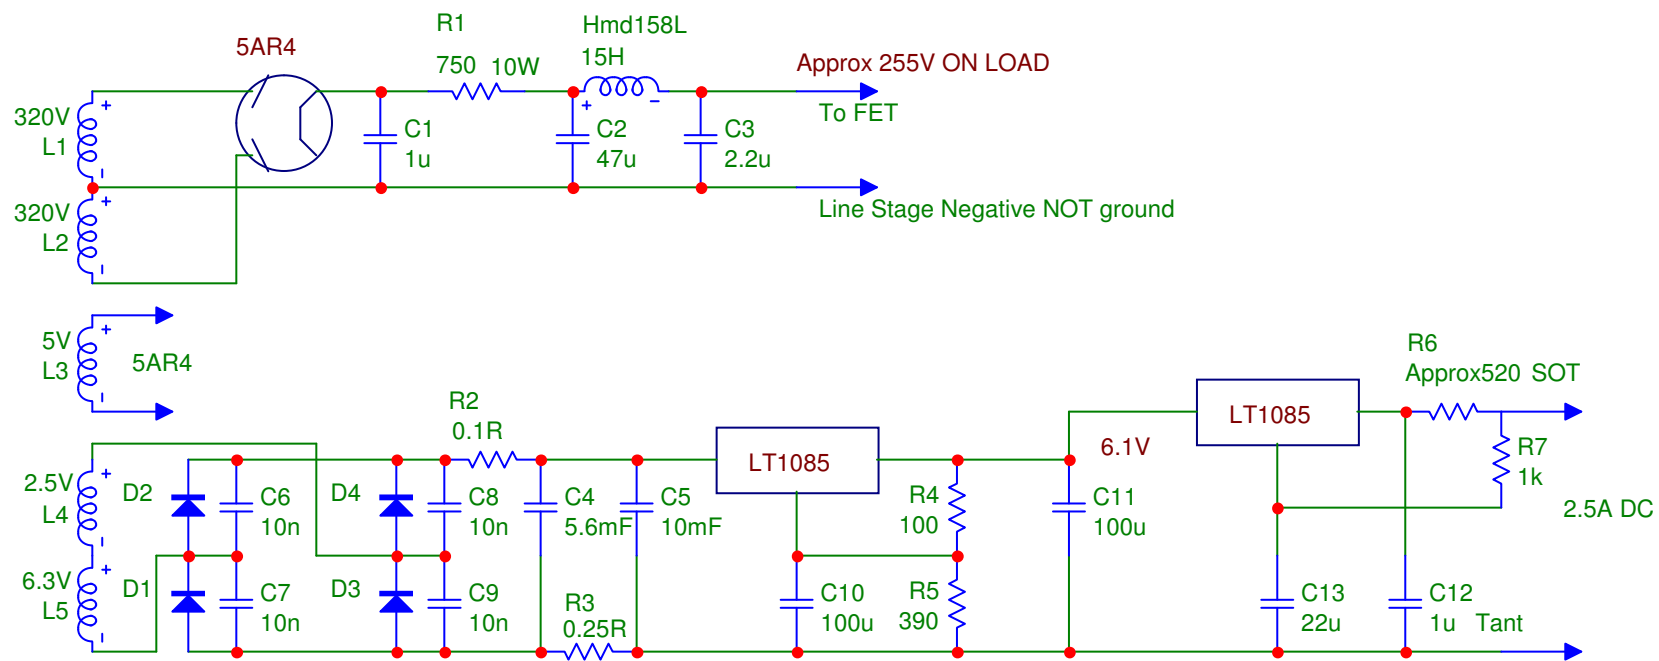 R1
750 10W
Hmd158L
15H
5AR4
Approx 255V ON LOAD
To FET
320V
L1
+
-
C1
1u
+
-
C2
47u
C3
2.2u
320V
L2
+
-
Line Stage Negative NOT ground
5V
L3
+
-
5AR4
R6
Approx520 SOT
R2
0.1R
LT1085
LT1085
6.1V
R7
1k
2.5V
L4
+
-
D2
C6
10n
D4
C8
10n
C4
5.6mF
C5
10mF
R4
100
C11
100u
2.5A DC
6.3V
L5
+
-
D1
C7
10n
D3
C9
10n
R3
0.25R
C10
100u
R5
390
C13
22u
C12
1u Tant